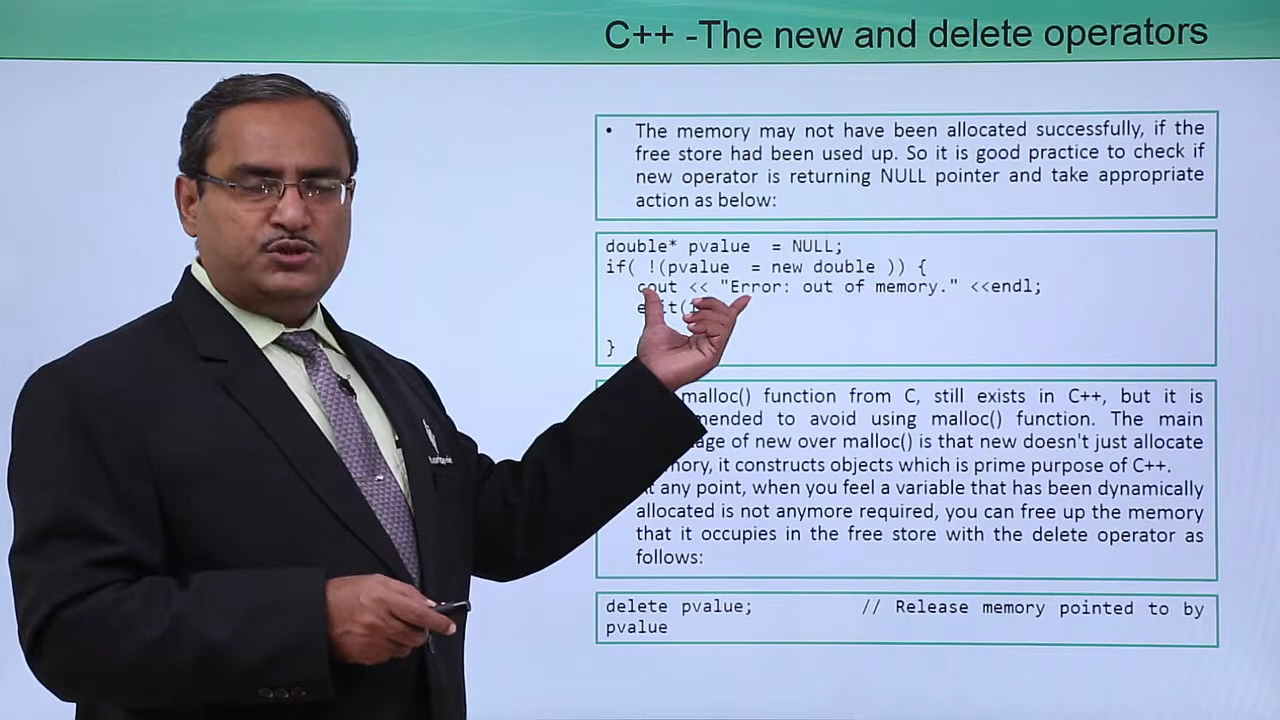 C++ -The new and delete operators
• The memory may not have been allocated successfully, if the
free store had been used up. So it is good practice to check if
new operator is returning NULL pointer and take appropriate
action as below:
double* pvalue = NULL;
if( !(pvalue = new double )) {
cout << "Error: out of memory." <<endl;
}
malloc() function from C, still exists in C++, but it is
to avoid using malloc() function. The main
of new over malloc() is that new doesn't just allocate
it constructs objects which is prime purpose of C++.
any point, when you feel a variable that has been dynamically
allocated is not anymore required, you can free up the memory
that it occupies in the free store with the delete operator as
follows:
delete pvalue; // Release memory pointed to by
pvalue